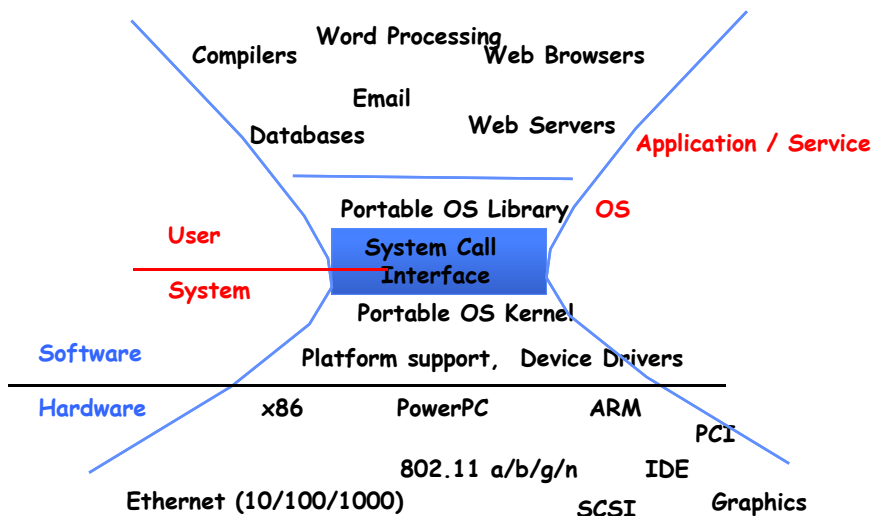 Word Processing
Compilers
Web Browsers
Email
Databases
Web Servers
Application / Service
Portable OS Library
OS
User
System Call
Interface
System
Portable OS Kernel
Software
Platform support, Device Drivers
Hardware
x86
PowerPC
ARM
PCI
802.11 a/b/g/n
IDE
Ethernet (10/100/1000)
SCSI
Graphics